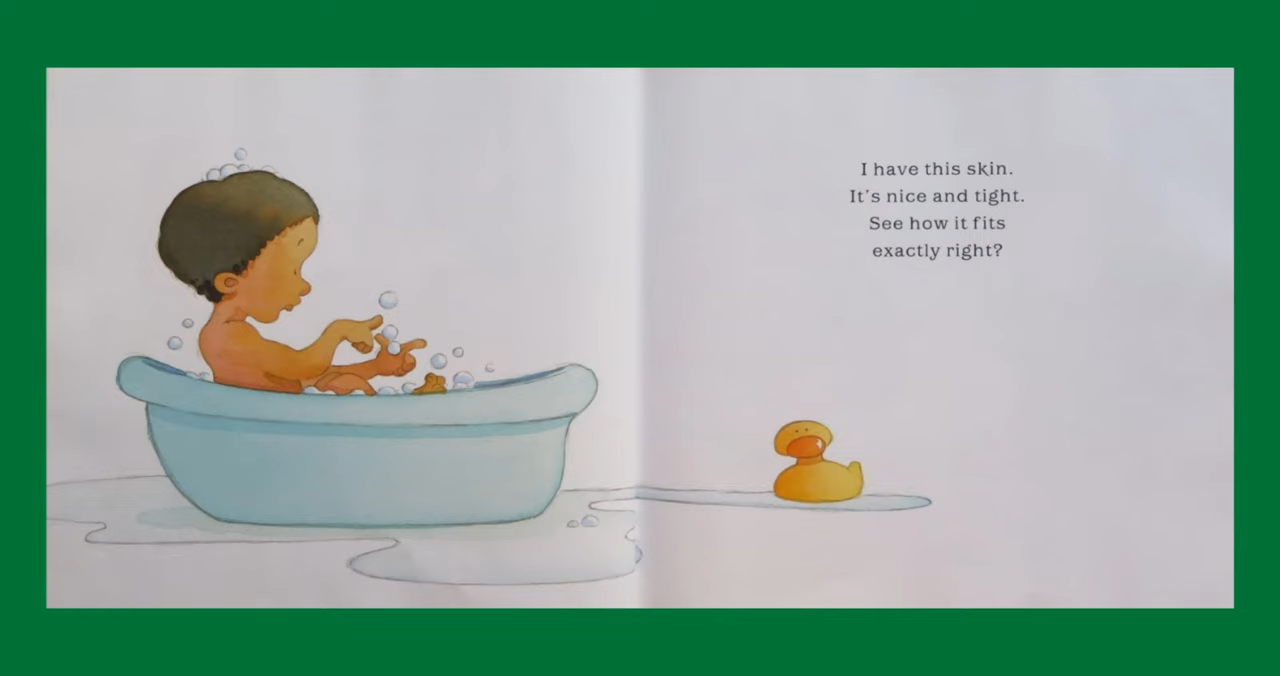 I have this skin.
It's nice and tight.
See how it fits
exactly right?